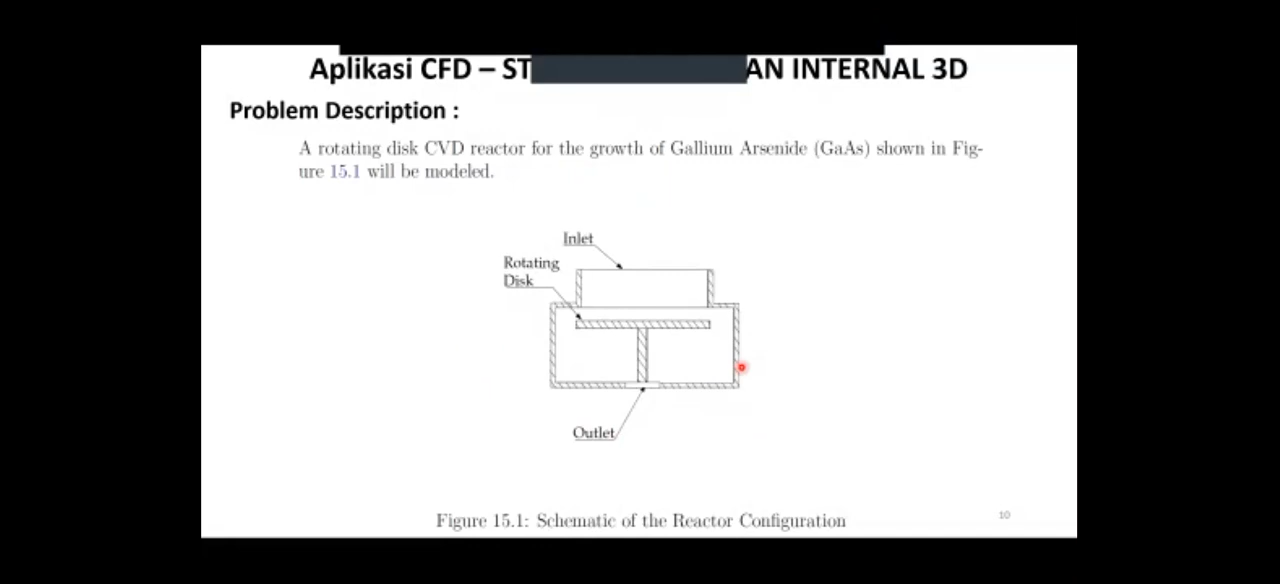 Aplikasi CFD – ST AN INTERNAL 3D
Problem Description :
A rotating disk CVD reactor for the growth of Gallium Arsenide (GaAs) shown in Fig-
ure 15.1 will be modeled.
Inlet
Rotating
Disk
Outlet
Figure 15.1: Schematic of the Reactor Configuration
10